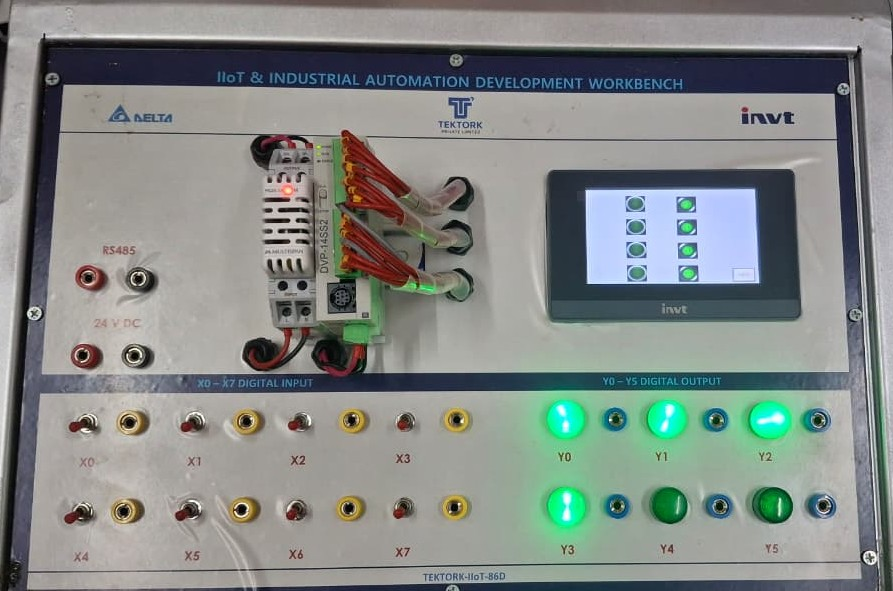 IIoT & INDUSTRIAL AUTOMATION DEVELOPMENT WORKBENCH
DELTA
TEKTORK
PRIVATE LIMITED
invt
DVP-14SS2
RS485
24 V DC
invt
X0 – X7 DIGITAL INPUT
Y0 – Y5 DIGITAL OUTPUT
X0
X1
X2
X3
Y0
Y1
Y2
X4
X5
X6
X7
Y3
Y4
Y5
TEKTORK-IIoT-86D